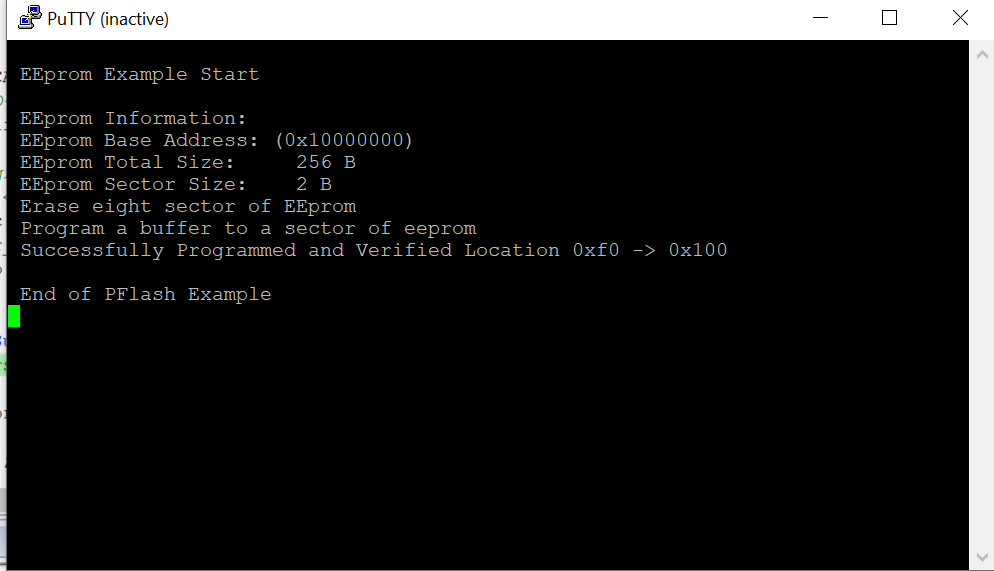 PuTTY (inactive)
EEprom Example Start
EEprom Information:
EEprom Base Address: (0x10000000)
EEprom Total Size:     256 B
EEprom Sector Size:    2 B
Erase eight sector of EEprom
Program a buffer to a sector of eeprom
Successfully Programmed and Verified Location 0xf0 -> 0x100
End of PFlash Example